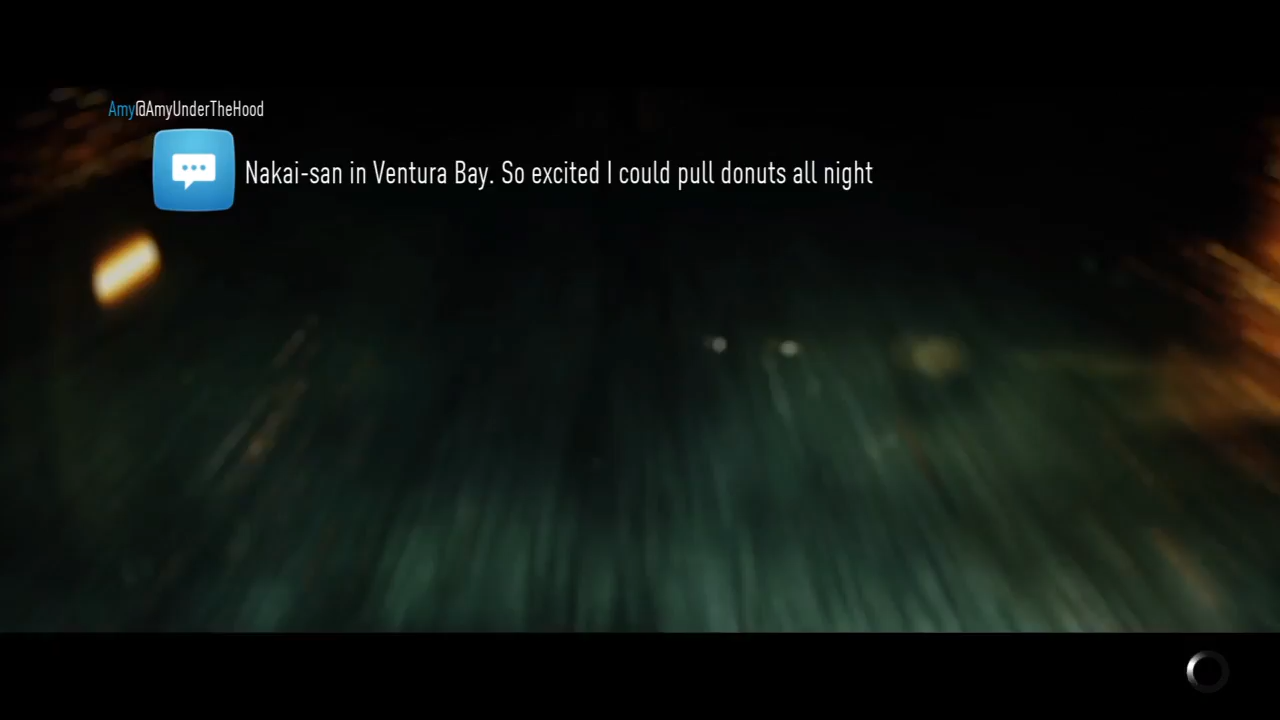 Amy@AmyUnderTheHood
Nakai-san in Ventura Bay. So excited I could pull donuts all night